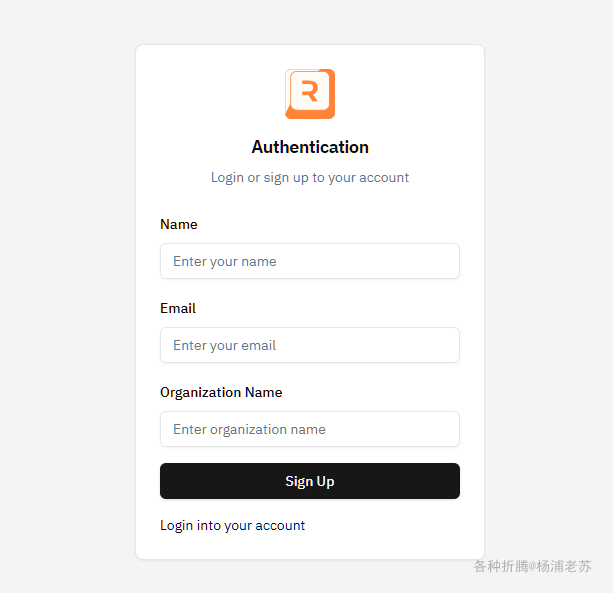 R
Authentication
Login or sign up to your account
Name
Enter your name
Email
Enter your email
Organization Name
Enter organization name
Sign Up
Login into your account
各种折腾@杨浦老苏